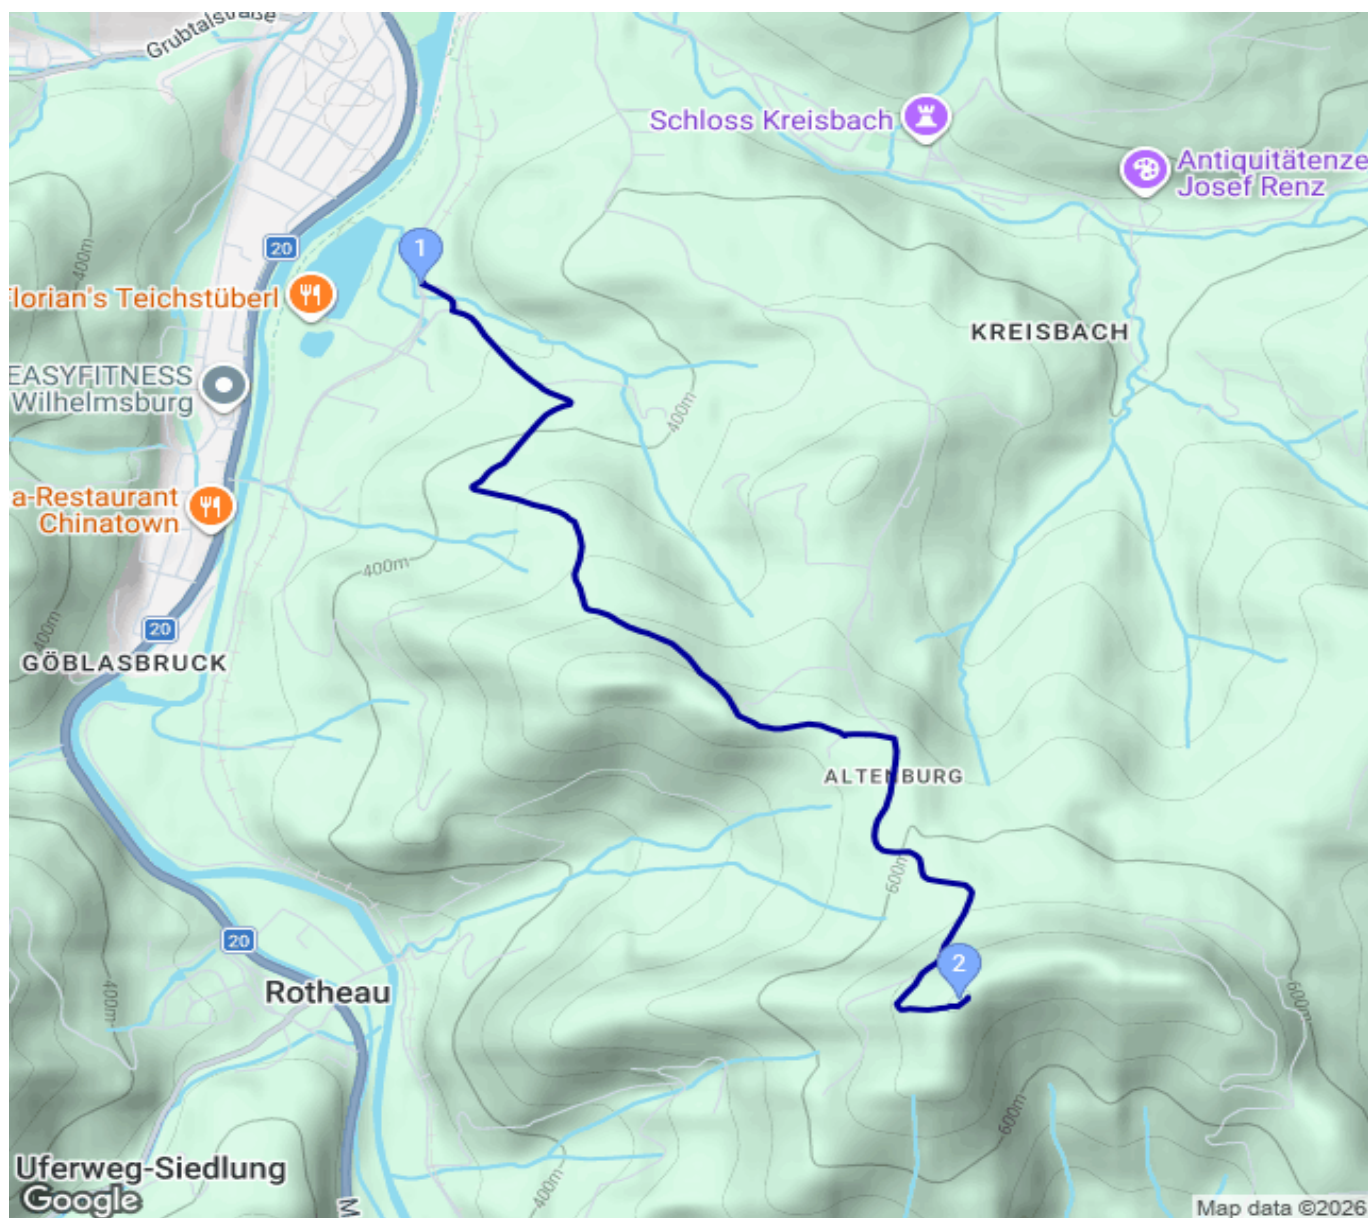 Grubtalstraße
Schloss Kreisbach
Antiquitätenze
Josef Renz
400m
20
1
Florian's Teichstüberl
KREISBACH
EASYFITNESS
Wilhelmsburg
400m
a-Restaurant
Chinatown
400m
20
400m
GÖBLASBRUCK
ALTENBURG
600m
20
2
Rotheau
400m
600m
600m
Uferweg-Siedlung
400m
Google
M
Map data ©2026